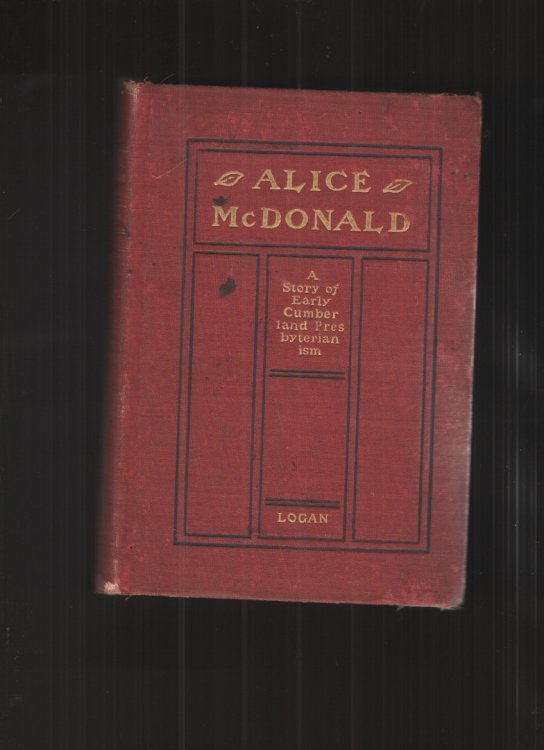 ALICE
McDONALD
A
Story of
Early
Cumber
land Pres
byterian
ism
LOGAN